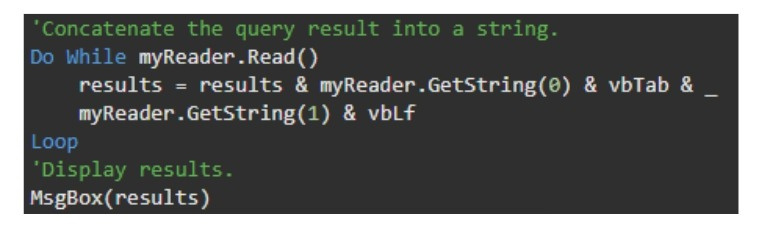 'Concatenate the query result into a string.
Do While myReader.Read()
    results = results & myReader.GetString(0) & vbTab & _
    myReader.GetString(1) & vbLf
Loop
'Display results.
MsgBox(results)